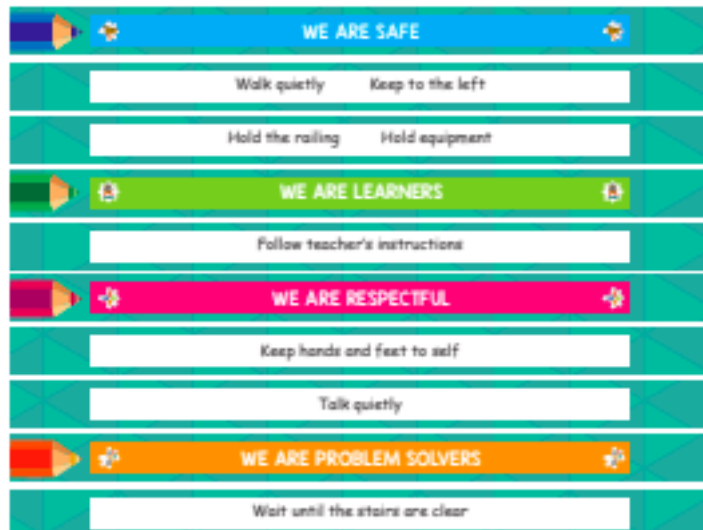 WE ARE SAFE
Walk quietly Keep to the left
Hold the railing Hold equipment
WE ARE LEARNERS
Follow teacher's instructions
WE ARE RESPECTFUL
Keep hands and feet to self
Talk quietly
WE ARE PROBLEM SOLVERS
Wait until the stairs are clear